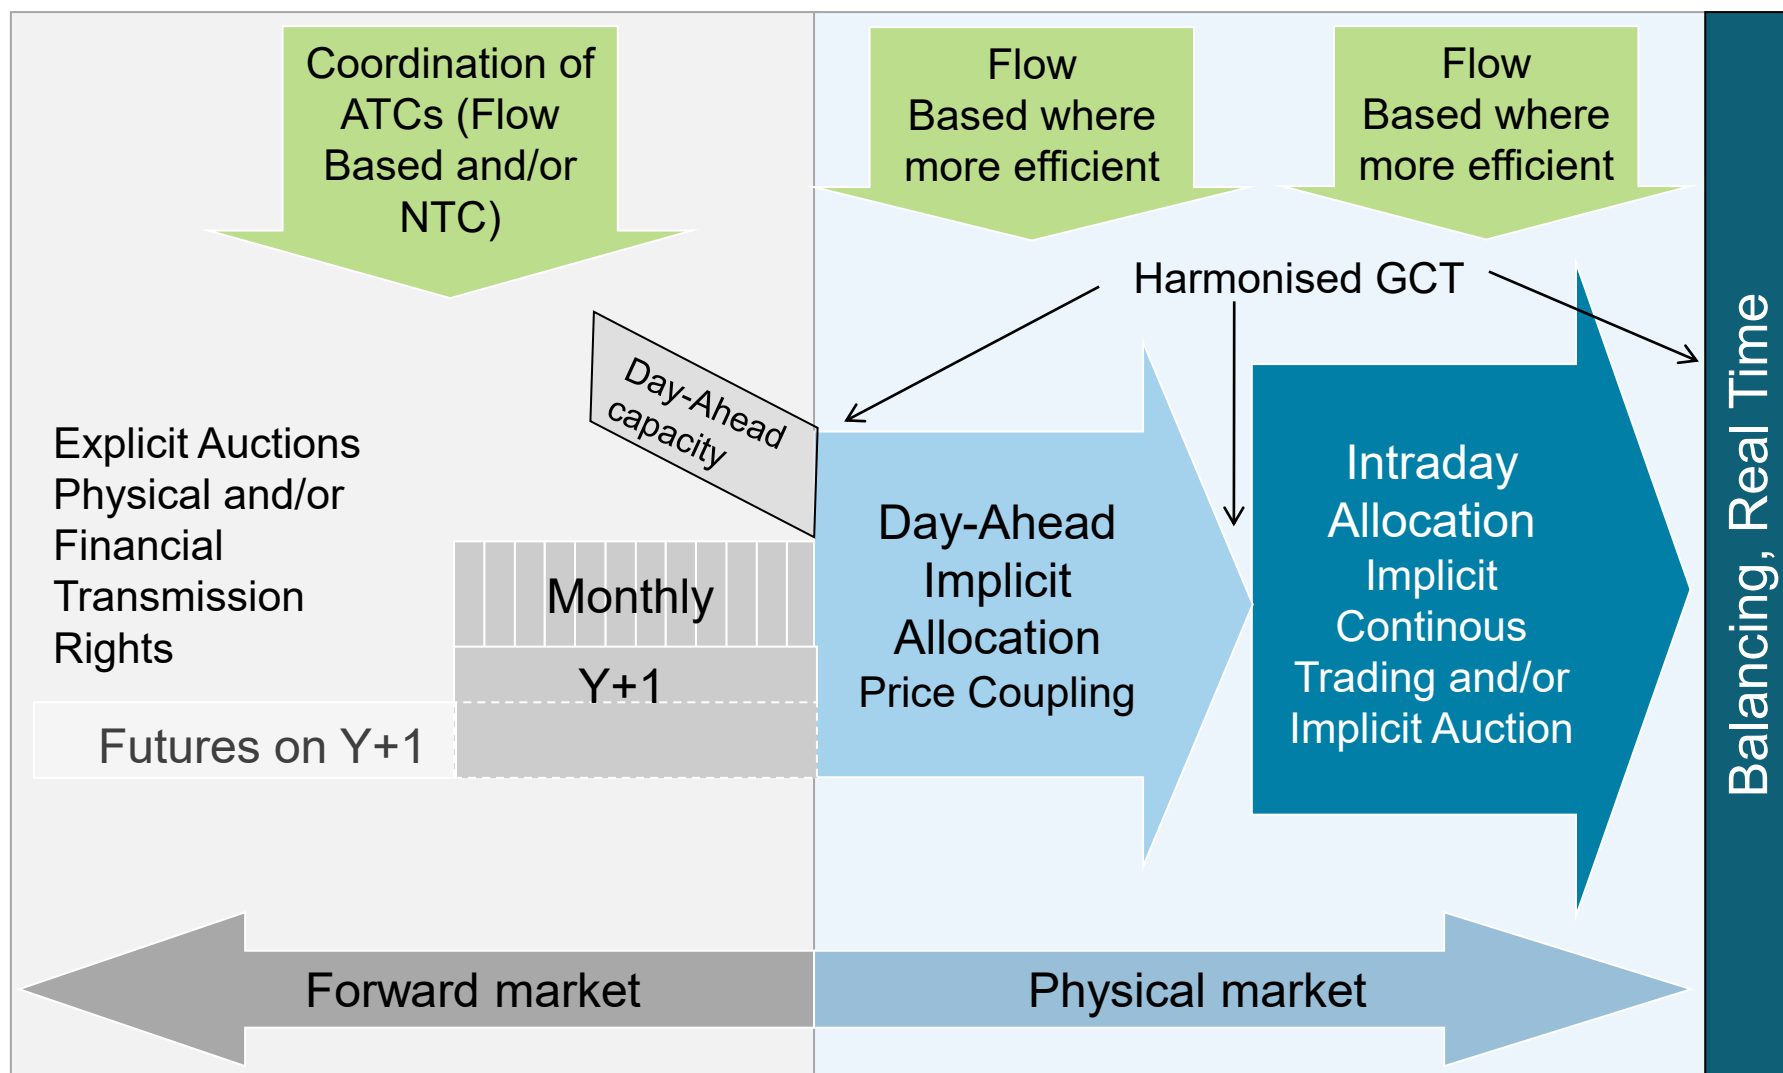 Coordination of
ATCs (Flow
Based and/or
NTC)
Flow
Based where
more efficient
Flow
Based where
more efficient
Harmonised GCT
Day-Ahead
capacity
Explicit Auctions
Physical and/or
Financial
Transmission
Rights
Monthly
Y+1
Futures on Y+1
Day-Ahead
Implicit
Allocation
Price Coupling
Intraday
Allocation
Implicit
Continous
Trading and/or
Implicit Auction
Balancing, Real Time
Forward market
Physical market